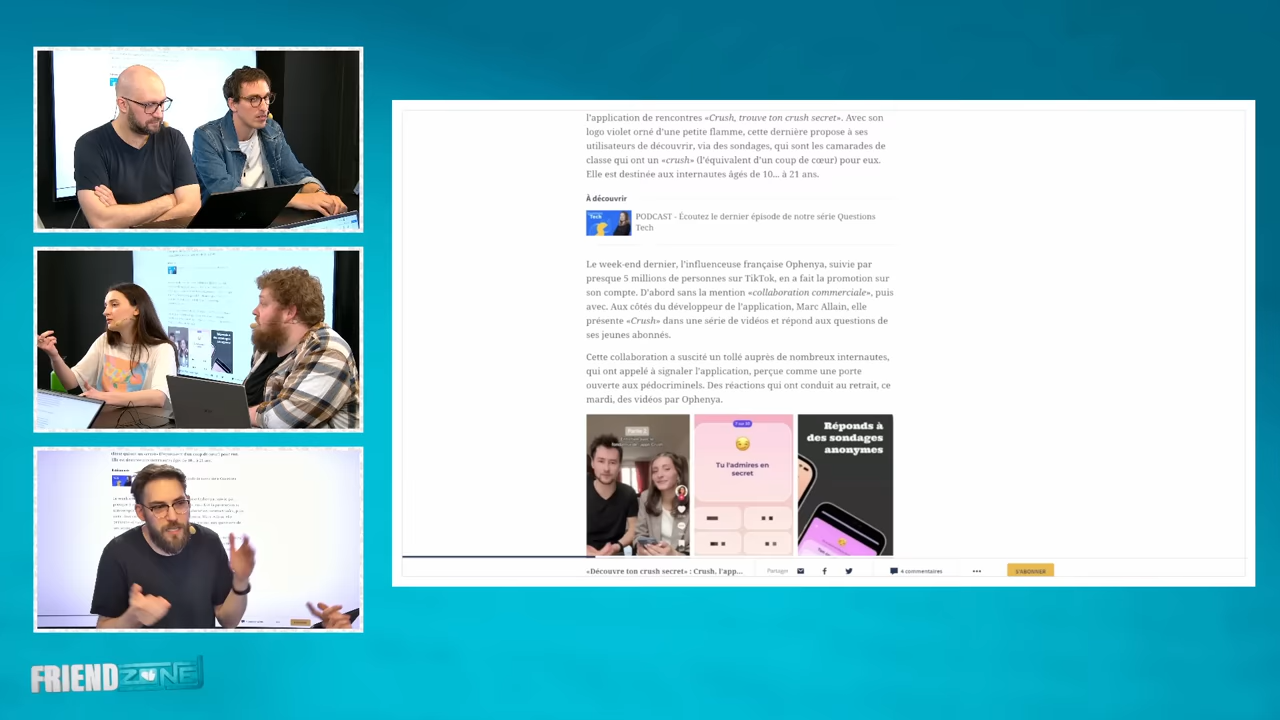 l'application de rencontres «Crush, trouve ton crush secret». Avec son
logo violet orné d'une petite flamme, cette dernière propose à ses
utilisateurs de découvrir, via des sondages, qui sont les camarades de
classe qui ont un «crush» (l'équivalent d'un coup de cœur) pour eux.
Elle est destinée aux internautes âgés de 10... à 21 ans.
À découvrir
Tech
PODCAST - Écoutez le dernier épisode de notre série Questions
Tech
Le week-end dernier, l'influenceuse française Ophenya, suivie par
presque 5 millions de personnes sur TikTok, en a fait la promotion sur
son compte. D'abord sans la mention «collaboration commerciale», puis
avec. Aux côtés du développeur de l'application, Marc Allain, elle
présente «Crush» dans une série de vidéos et répond aux questions de
ses jeunes abonnés.
Cette collaboration a suscité un tollé auprès de nombreux internautes,
qui ont appelé à signaler l'application, perçue comme une porte
ouverte aux pédocriminels. Des réactions qui ont conduit au retrait, ce
mardi, des vidéos par Ophenya.
Tu l'admires en
secret
Réponds à
des sondages
anonymes
«Découvre ton crush secret» : Crush, l'app...
Partager
4 commentaires
S'ABONNER
FRIENDZONE